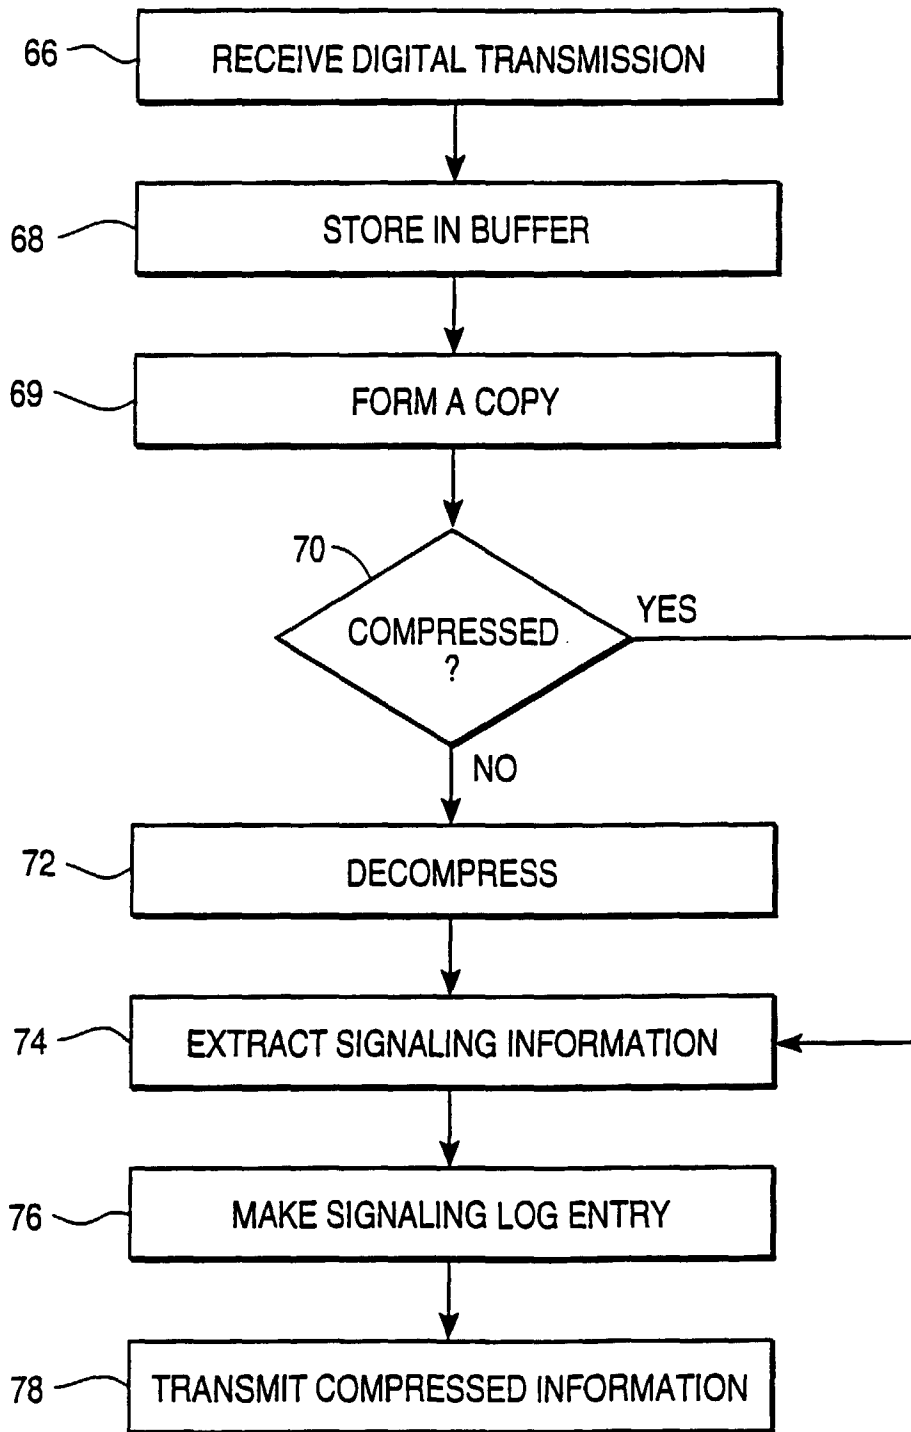 66 RECEIVE DIGITAL TRANSMISSION
68 STORE IN BUFFER
69 FORM A COPY
70
COMPRESSED
?
YES
NO
72 DECOMPRESS
74 EXTRACT SIGNALING INFORMATION
76 MAKE SIGNALING LOG ENTRY
78 TRANSMIT COMPRESSED INFORMATION